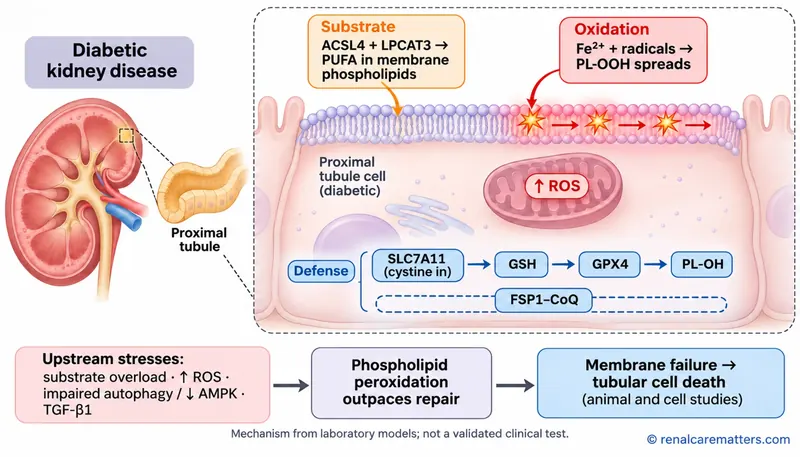 Diabetic
kidney disease
Proximal
tubule
Substrate
ACSL4 + LPCAT3 →
PUFA in membrane
phospholipids
Oxidation
Fe²⁺ + radicals →
PL-OOH spreads
Proximal
tubule cell
(diabetic)
↑ ROS
Defense
SLC7A11
(cystine in)
GSH
GPX4
PL-OH
FSP1–CoQ
Upstream stresses:
substrate overload · ↑ ROS ·
impaired autophagy / ↓ AMPK ·
TGF-β1
Phospholipid
peroxidation
outpaces repair
Membrane failure →
tubular cell death
(animal and cell studies)
Mechanism from laboratory models; not a validated clinical test.
© renalcarematters.com